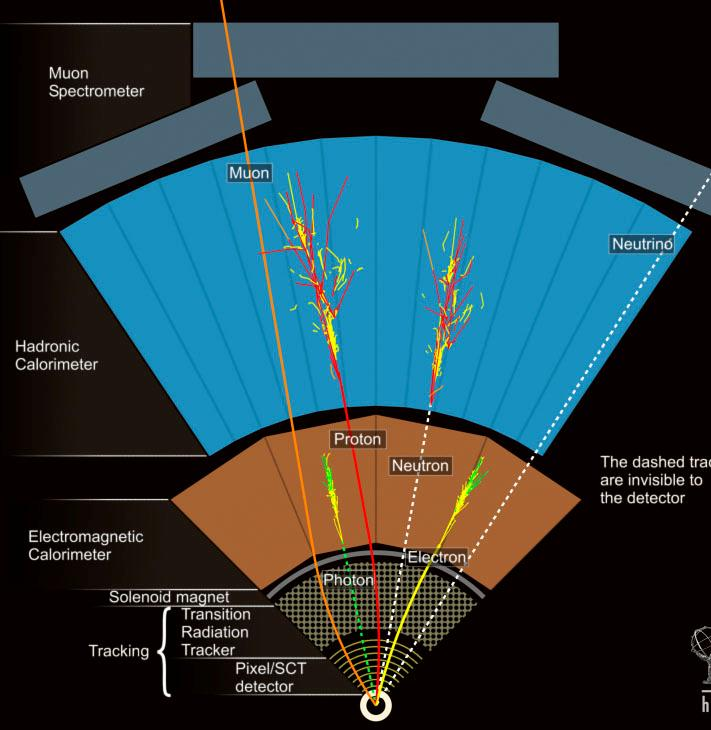 Muon
Spectrometer
Muon
Neutrino
Hadronic
Calorimeter
Proton
Neutron
The dashed
are invisible to
the detector
Electromagnetic
Calorimeter
Electron
Photon
Solenoid magnet
Tracking
Transition
Radiation
Tracker
Pixel/SCT
detector